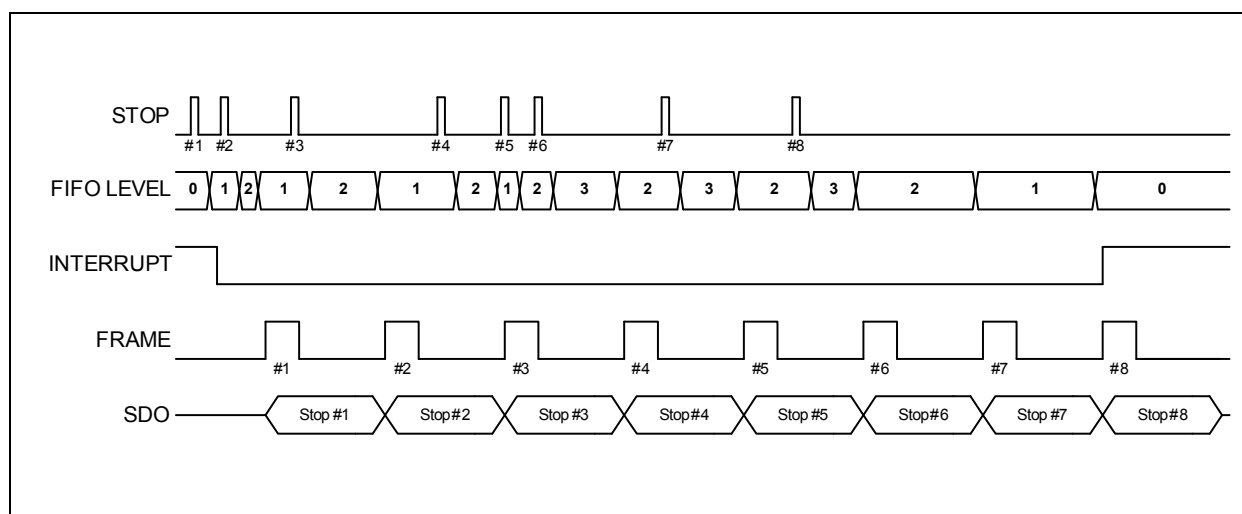 STOP
#1 #2 #3 #4 #5 #6 #7 #8
FIFO LEVEL 0 1 2 1 2 1 2 1 2 3 2 3 2 3 2 1 0
INTERRUPT
FRAME
#1 #2 #3 #4 #5 #6 #7 #8
SDO Stop #1 Stop #2 Stop #3 Stop #4 Stop #5 Stop #6 Stop #7 Stop #8